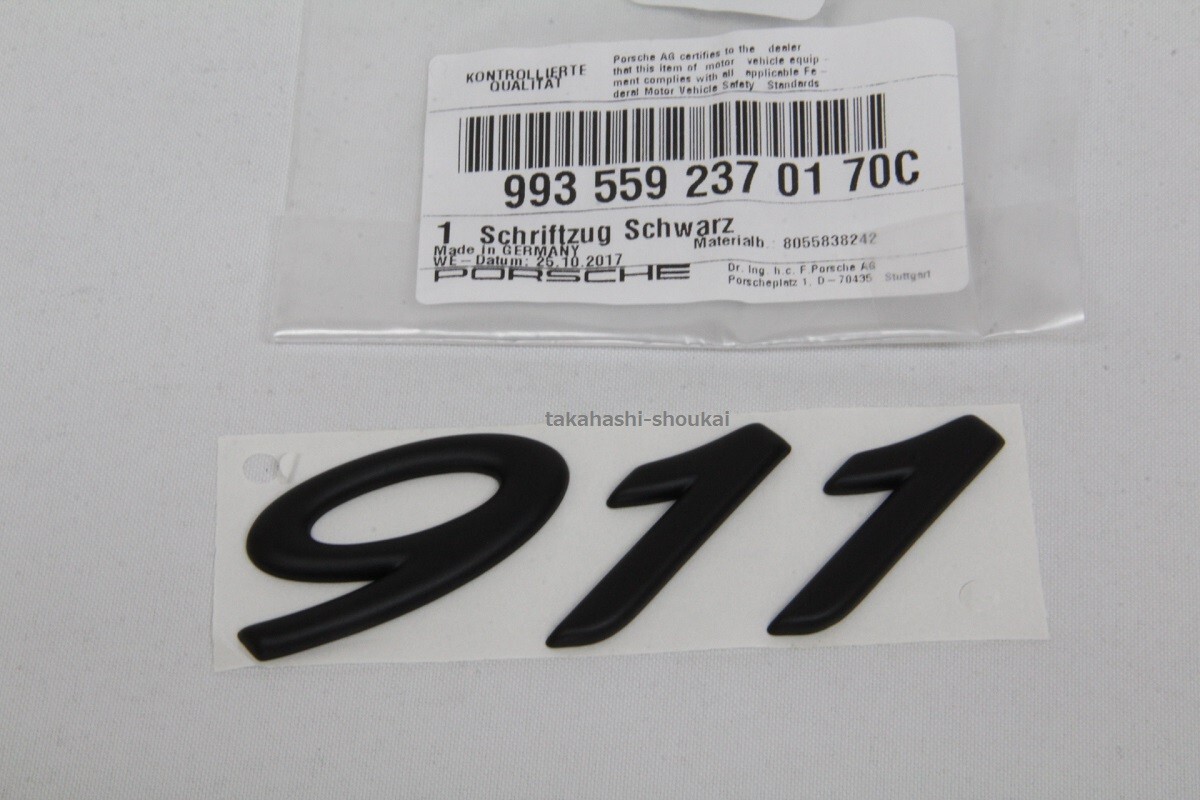 KONTROLLIERTE
QUALITÄT
Porsche AG certifies to the dealer
that this item of motor vehicle equip -
ment complies with all applicable Fe -
deral Motor Vehicle Safety Standards
993 559 237 01 70C
1 Schriftzug Schwarz
Made in GERMANY
Materialb. 8055838242
WE-Datum: 25.10.2017
PORSCHE
Dr. Ing. h.c. F. Porsche AG
Porscheplatz 1, D-70435 Stuttgart
takahashi-shoukai
911